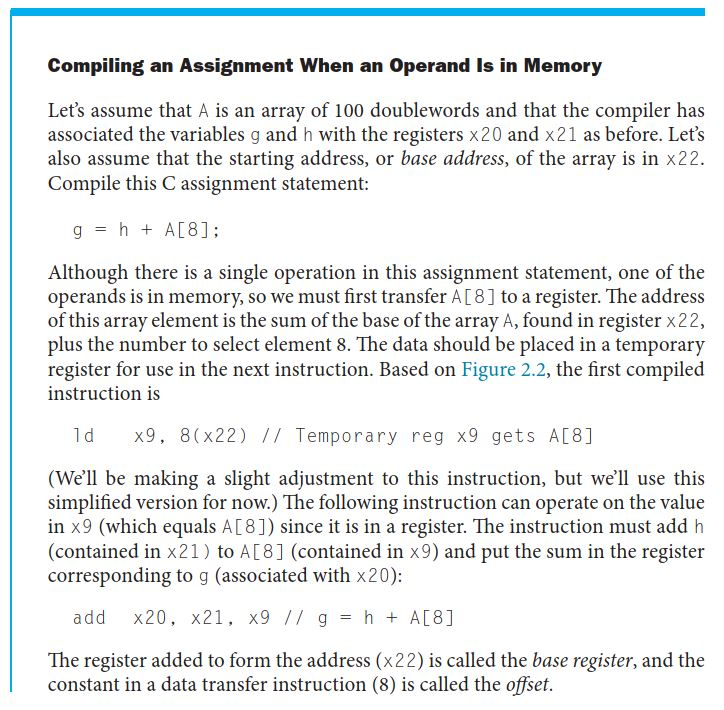 Compiling an Assignment When an Operand Is in Memory
Let's assume that A is an array of 100 doublewords and that the compiler has
associated the variables g and h with the registers x20 and x21 as before. Let's
also assume that the starting address, or base address, of the array is in x22.
Compile this C assignment statement:
g = h + A[8];
Although there is a single operation in this assignment statement, one of the
operands is in memory, so we must first transfer A[8] to a register. The address
of this array element is the sum of the base of the array A, found in register x22,
plus the number to select element 8. The data should be placed in a temporary
register for use in the next instruction. Based on Figure 2.2, the first compiled
instruction is
ld x9, 8(x22) // Temporary reg x9 gets A[8]
(We'll be making a slight adjustment to this instruction, but we'll use this
simplified version for now.) The following instruction can operate on the value
in x9 (which equals A[8]) since it is in a register. The instruction must add h
(contained in x21) to A[8] (contained in x9) and put the sum in the register
corresponding to g (associated with x20):
add x20, x21, x9 // g = h + A[8]
The register added to form the address (x22) is called the base register, and the
constant in a data transfer instruction (8) is called the offset.